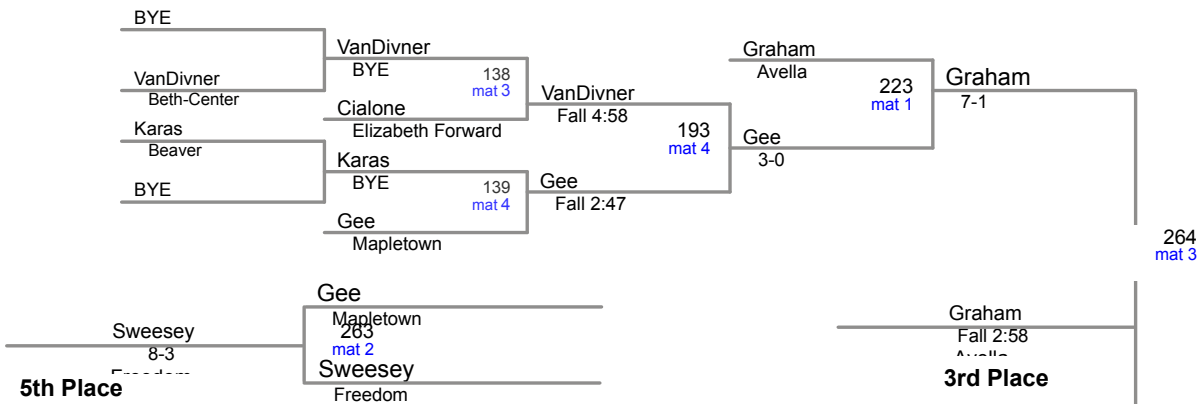 BYE
VanDivner
Beth-Center
Karas
Beaver
BYE
VanDivner
BYE
138
mat 3
Cialone
Elizabeth Forward
Karas
BYE
139
mat 4
Gee
Mapletown
VanDivner
Fall 4:58
193
mat 4
Gee
Fall 2:47
Graham
Avella
223
mat 1
Gee
3-0
Graham
7-1
264
mat 3
Gee
Mapletown
263
mat 2
Sweesey
Freedom
Sweesey
8-3
5th Place
Graham
Fall 2:58
3rd Place